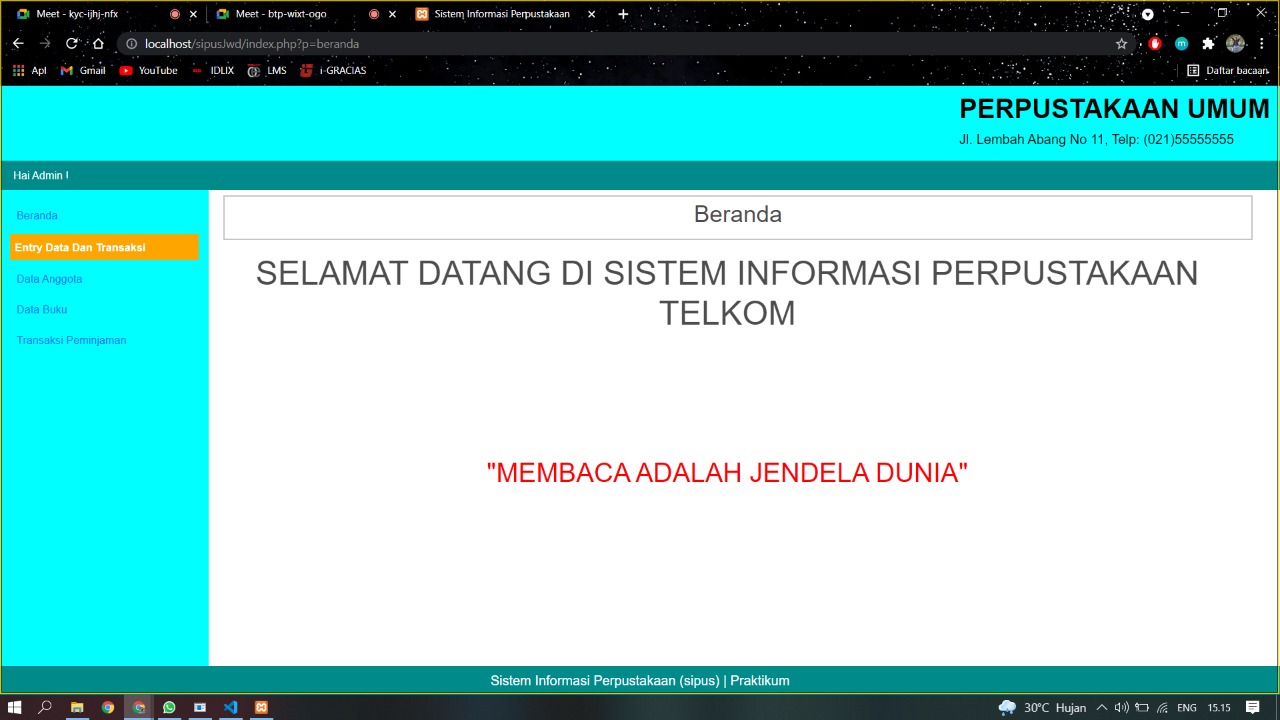 Meet - kyc-ijhj-nfx
Meet - btp-wixt-ogo
Sistem Informasi Perpustakaan
localhost/sipusJwd/index.php?p=beranda
Apl
Gmail
YouTube
IDLIX
LMS
i-GRACIAS
Daftar bacaan
PERPUSTAKAAN UMUM
Jl. Lembah Abang No 11, Telp: (021)55555555
Hai Admin !
Beranda
Entry Data Dan Transaksi
Data Anggota
Data Buku
Transaksi Peminjaman
Beranda
SELAMAT DATANG DI SISTEM INFORMASI PERPUSTAKAAN
TELKOM
"MEMBACA ADALAH JENDELA DUNIA"
Sistem Informasi Perpustakaan (sipus) | Praktikum
30°C Hujan
ENG
15.15